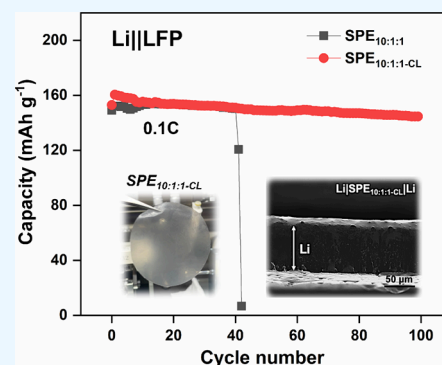 Li||LFP
SPE10:1:1
SPE10:1:1-CL
0.1C
SPE10:1:1-CL
Li|SPE10:1:1-CL|Li
Li
50 µm
Capacity (mAh g⁻¹)
200
160
120
80
40
0
0
20
40
60
80
100
Cycle number